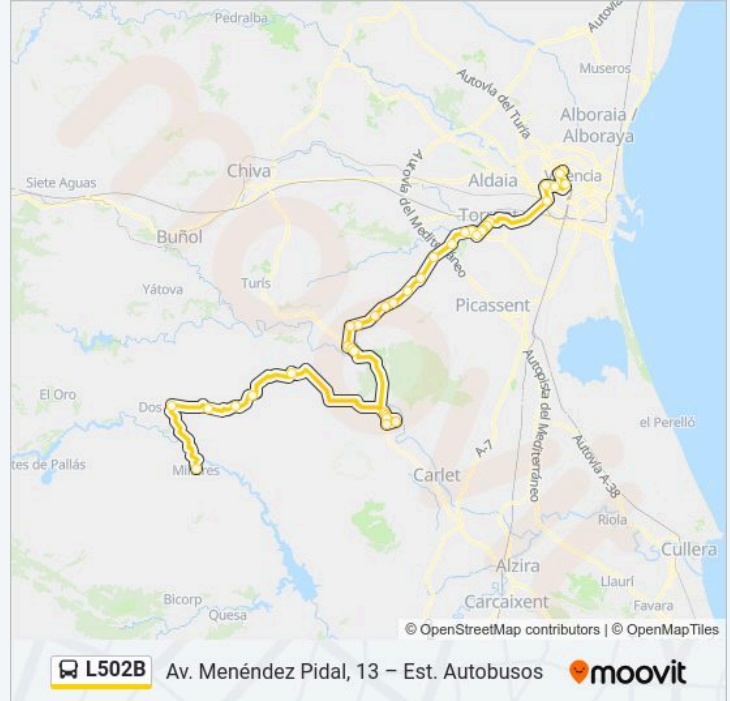 Pedralba
Autovía
Museros
Autovía del Turia
Alboraia /
Alboraya
Chiva
Siete Aguas
Aldaia
Autovía del Mediterráneo
Buñol
Turís
Yátova
Picassent
Autopista del Mediterráneo
El Oro
Dos
el Perelló
tes de Pallás
A-7
Autovía A-38
Carlet
Riola
Cullera
Alzira
Llaurí
Bicorp
Carcaixent
Favara
Quesa
© OpenStreetMap contributors | © OpenMapTiles
L502B Av. Menéndez Pidal, 13 – Est. Autobusos moovit